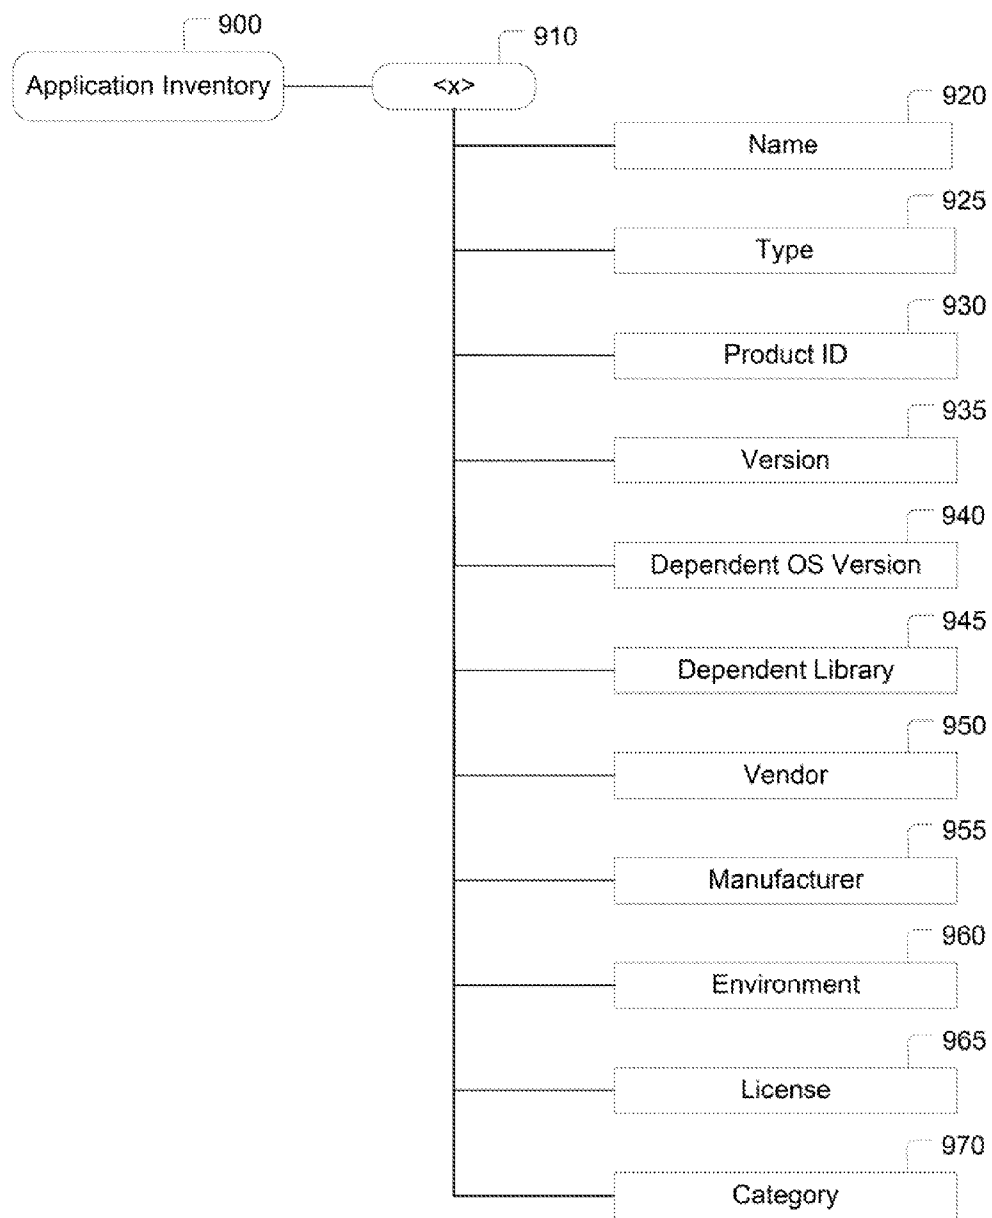 900
910
Application Inventory
<x>
920
Name
925
Type
930
Product ID
935
Version
940
Dependent OS Version
945
Dependent Library
950
Vendor
955
Manufacturer
960
Environment
965
License
970
Category